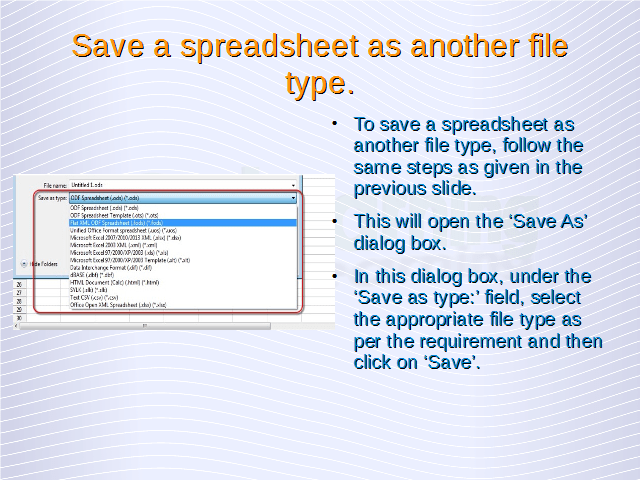 Save a spreadsheet as another file
type.
• To save a spreadsheet as
another file type, follow the
same steps as given in the
previous slide.
• This will open the ‘Save As’
dialog box.
• In this dialog box, under the
‘Save as type:’ field, select
the appropriate file type as
per the requirement and then
click on ‘Save’.
File name: Untitled 1.ods
Save as type: ODF Spreadsheet (.ods) (*.ods)
ODF Spreadsheet (.ods) (*.ods)
ODF Spreadsheet Template (.ots) (*.ots)
Flat XML ODF Spreadsheet (.fods) (*.fods)
Unified Office Format spreadsheet (.uos) (*.uos)
Microsoft Excel 2007/2010/2013 XML (.xlsx) (*.xlsx)
Microsoft Excel 2003 XML (.xml) (*.xml)
Microsoft Excel 97/2000/XP/2003 (.xls) (*.xls)
Microsoft Excel 97/2000/XP/2003 Template (.xlt) (*.xlt)
Data Interchange Format (.dif) (*.dif)
dBASE (.dbf) (*.dbf)
HTML Document (Calc) (.html) (*.html)
SYLK (.slk) (*.slk)
Text CSV (.csv) (*.csv)
Office Open XML Spreadsheet (.xlsx) (*.xlsx)
Hide Folders
26
27
28
29
30